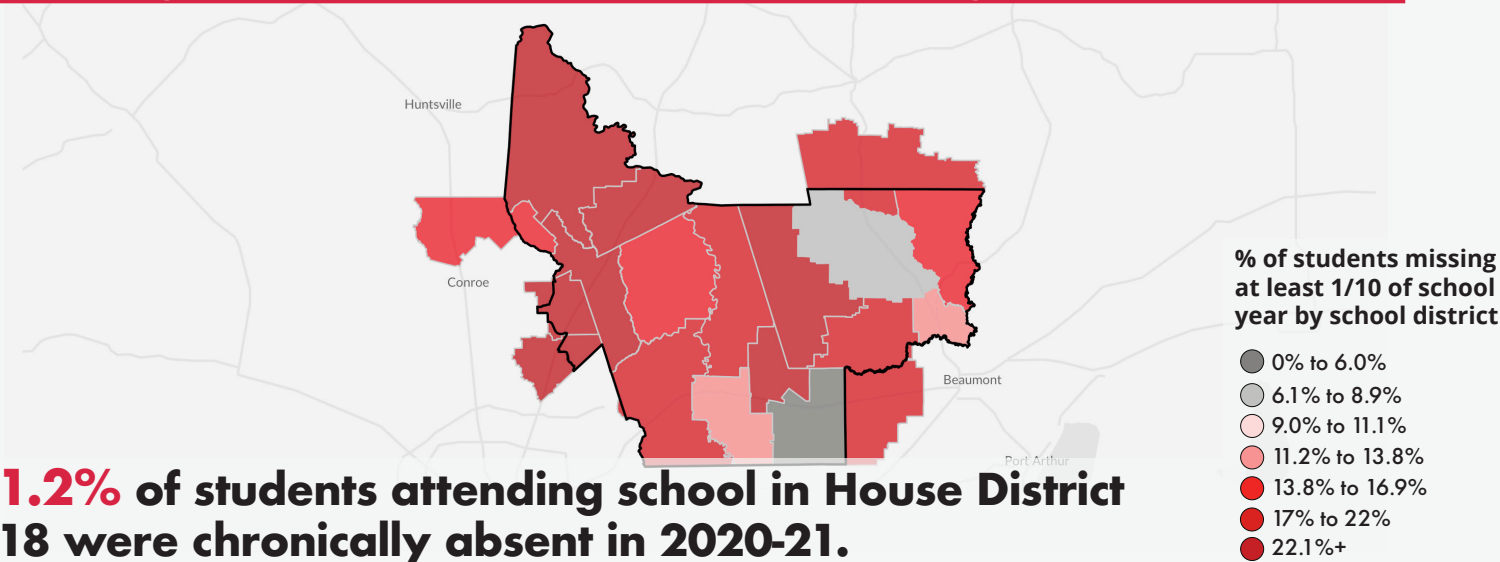 Huntsville
Conroe
Beaumont
Port Arthur
% of students missing
at least 1/10 of school
year by school district
0% to 6.0%
6.1% to 8.9%
9.0% to 11.1%
11.2% to 13.8%
13.8% to 16.9%
17% to 22%
22.1%+
1.2% of students attending school in House District
18 were chronically absent in 2020-21.